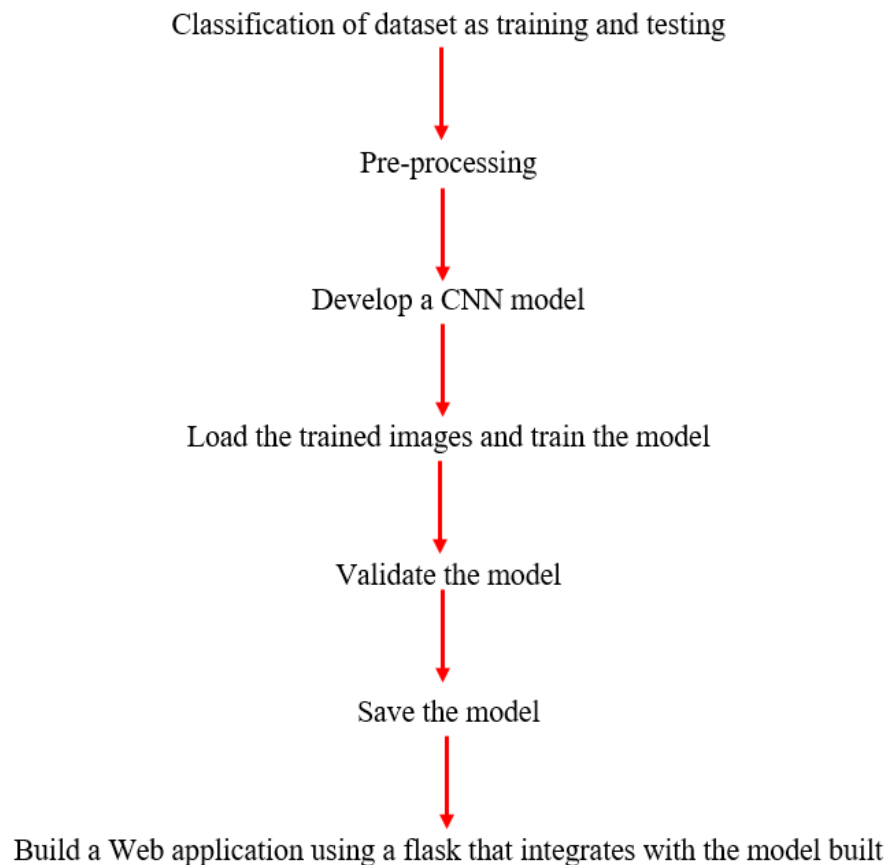 Classification of dataset as training and testing
Pre-processing
Develop a CNN model
Load the trained images and train the model
Validate the model
Save the model
Build a Web application using a flask that integrates with the model built